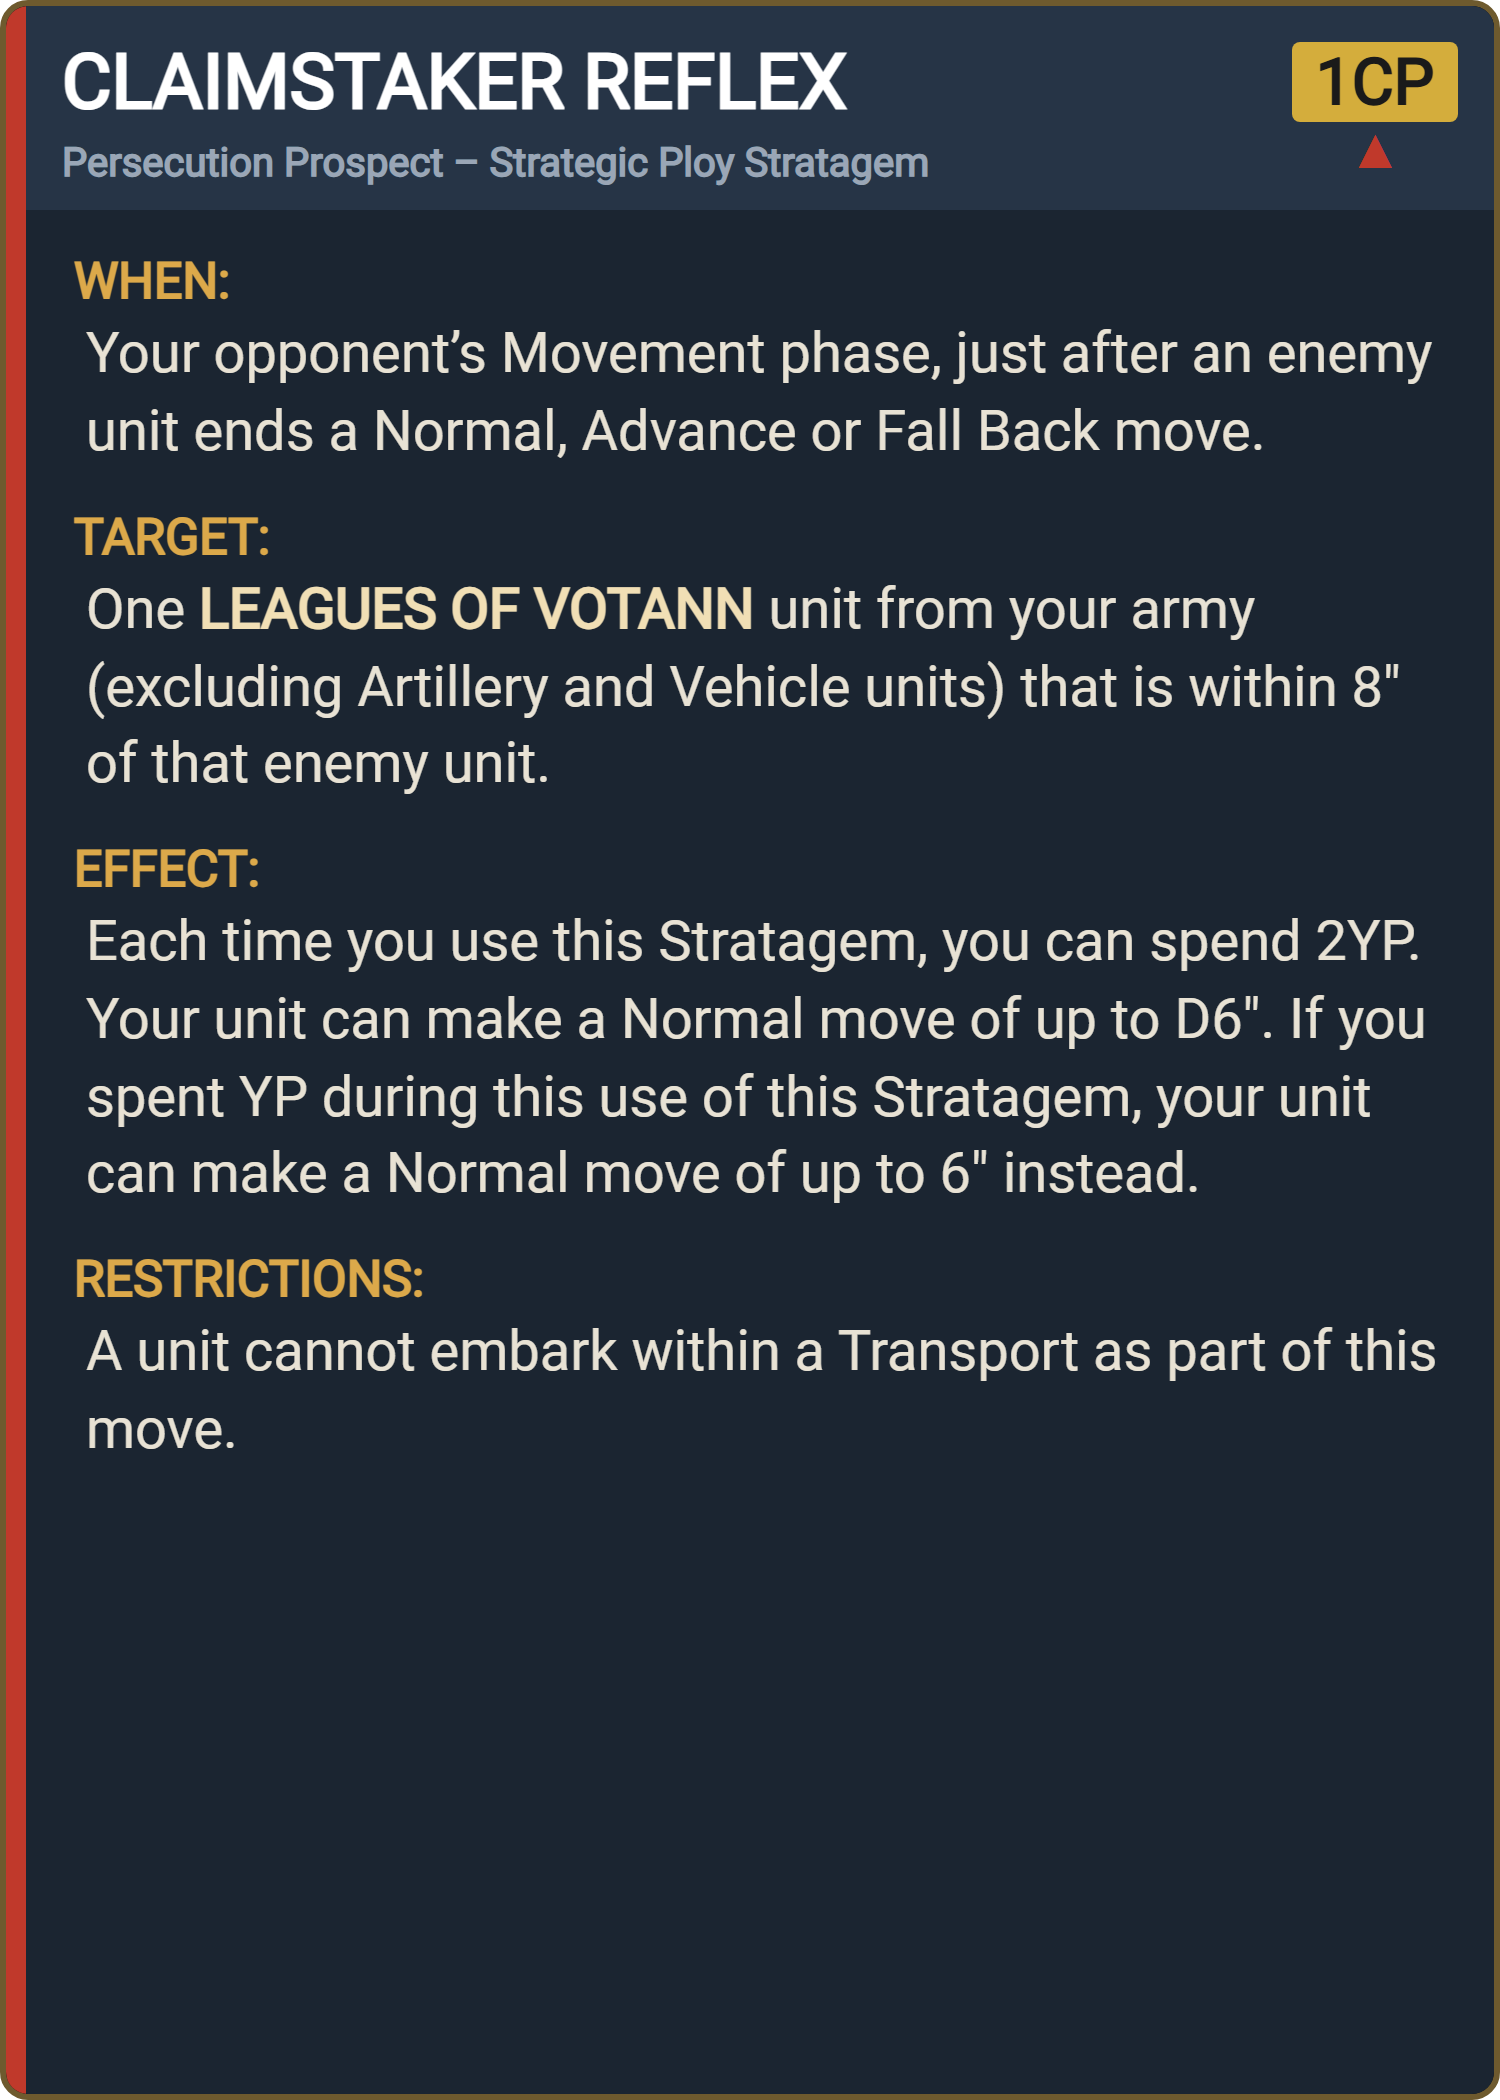 CLAIMSTAKER REFLEX
1CP
Persecution Prospect – Strategic Ploy Stratagem
WHEN:
Your opponent’s Movement phase, just after an enemy
unit ends a Normal, Advance or Fall Back move.
TARGET:
One LEAGUES OF VOTANN unit from your army
(excluding Artillery and Vehicle units) that is within 8"
of that enemy unit.
EFFECT:
Each time you use this Stratagem, you can spend 2YP.
Your unit can make a Normal move of up to D6". If you
spent YP during this use of this Stratagem, your unit
can make a Normal move of up to 6" instead.
RESTRICTIONS:
A unit cannot embark within a Transport as part of this
move.